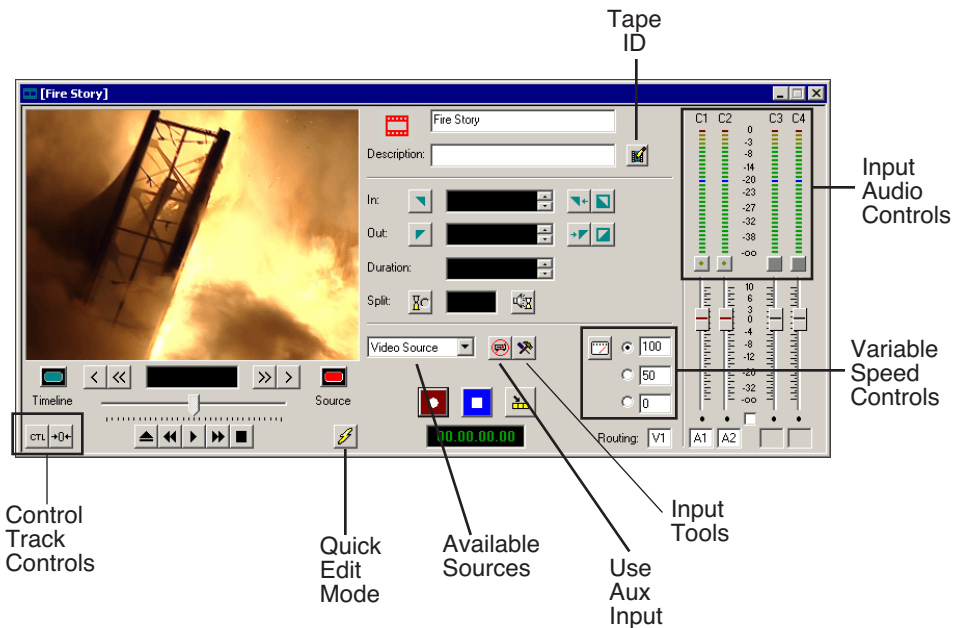 Tape
ID
[Fire Story]
Fire Story
Description:
In:
Out:
Duration:
Split:
Video Source
100
50
0
00.00.00.00
Routing: V1
Timeline
Source
CTL →0←
C1 C2 C3 C4
0
-3
-8
-14
-20
-23
-27
-32
-38
-oo
10
6
3
0
-4
-8
-12
-20
-32
-oo
A1 A2
Input
Audio
Controls
Variable
Speed
Controls
Control
Track
Controls
Quick
Edit
Mode
Available
Sources
Use
Aux
Input
Input
Tools